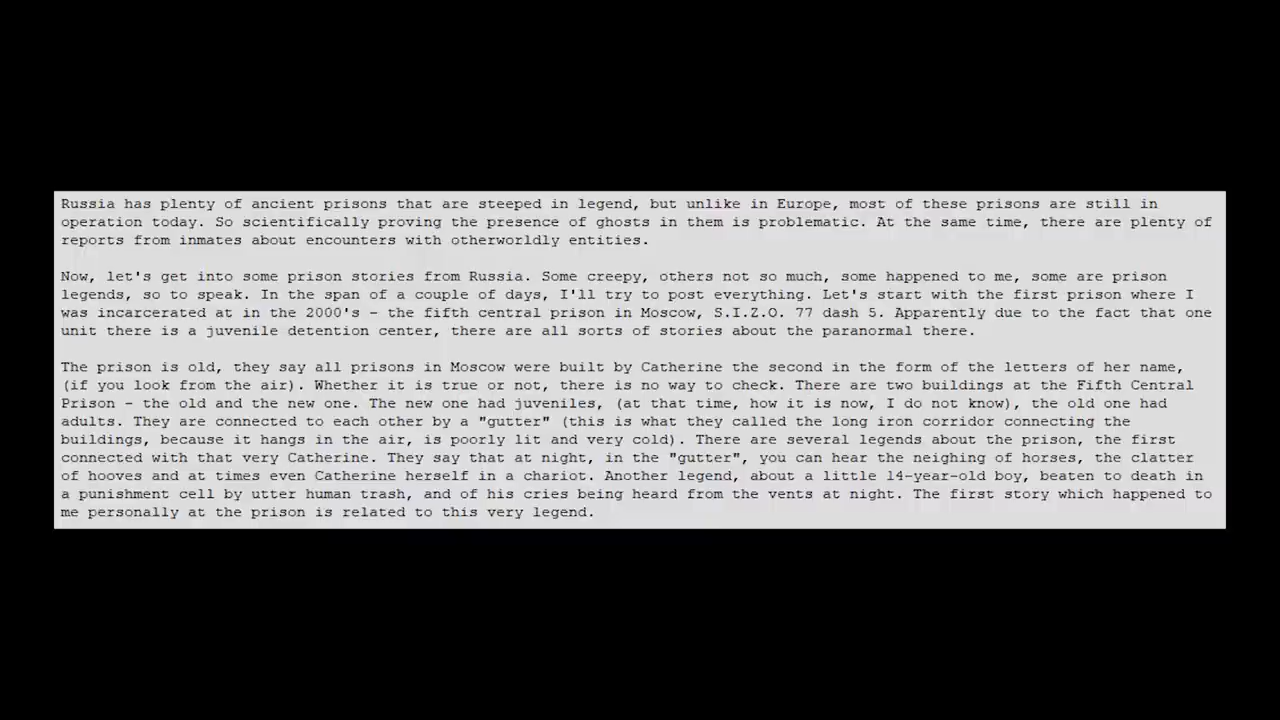 Russia has plenty of ancient prisons that are steeped in legend, but unlike in Europe, most of these prisons are still in
operation today. So scientifically proving the presence of ghosts in them is problematic. At the same time, there are plenty of
reports from inmates about encounters with otherworldly entities.
Now, let's get into some prison stories from Russia. Some creepy, others not so much, some happened to me, some are prison
legends, so to speak. In the span of a couple of days, I'll try to post everything. Let's start with the first prison where I
was incarcerated at in the 2000's - the fifth central prison in Moscow, S.I.Z.O. 77 dash 5. Apparently due to the fact that one
unit there is a juvenile detention center, there are all sorts of stories about the paranormal there.
The prison is old, they say all prisons in Moscow were built by Catherine the second in the form of the letters of her name,
(if you look from the air). Whether it is true or not, there is no way to check. There are two buildings at the Fifth Central
Prison - the old and the new one. The new one had juveniles, (at that time, how it is now, I do not know), the old one had
adults. They are connected to each other by a "gutter" (this is what they called the long iron corridor connecting the
buildings, because it hangs in the air, is poorly lit and very cold). There are several legends about the prison, the first
connected with that very Catherine. They say that at night, in the "gutter", you can hear the neighing of horses, the clatter
of hooves and at times even Catherine herself in a chariot. Another legend, about a little 14-year-old boy, beaten to death in
a punishment cell by utter human trash, and of his cries being heard from the vents at night. The first story which happened to
me personally at the prison is related to this very legend.